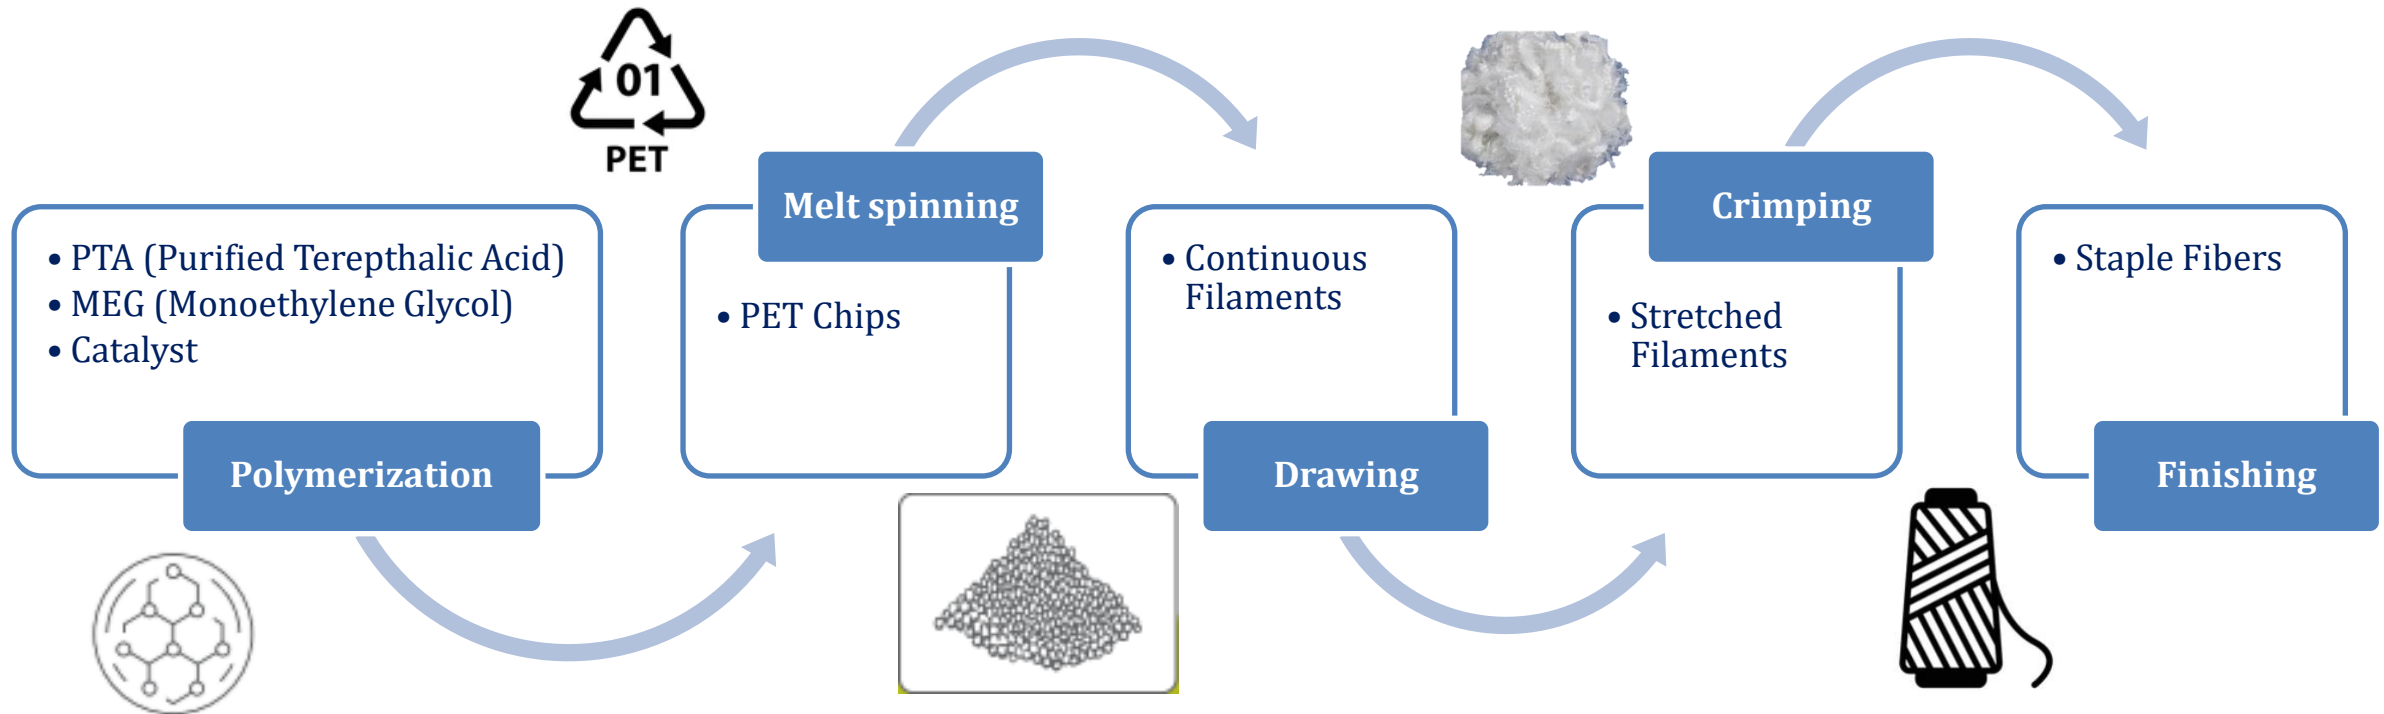 01
PET
• PTA (Purified Terepthalic Acid)
• MEG (Monoethylene Glycol)
• Catalyst
Polymerization
Melt spinning
• PET Chips
• Continuous
Filaments
Drawing
Crimping
• Stretched
Filaments
• Staple Fibers
Finishing